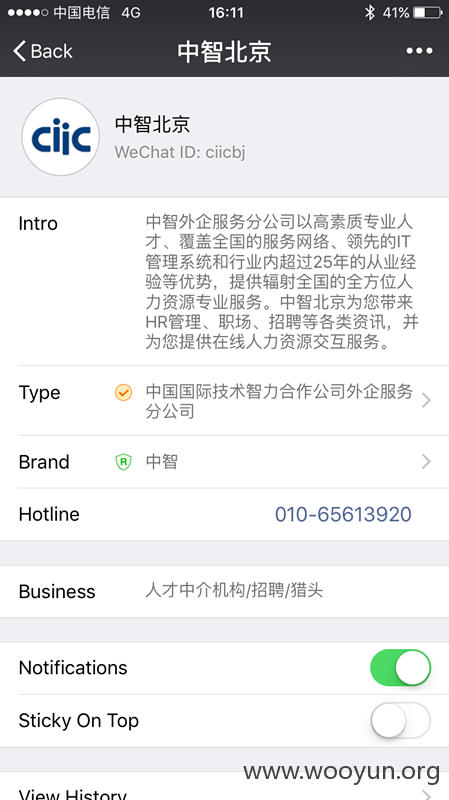 中国电信 4G 16:11 41%
Back 中智北京
ciic
中智北京
WeChat ID: ciicbj
Intro 中智外企服务分公司以高素质专业人
才、覆盖全国的服务网络、领先的IT
管理系统和行业内超过25年的从业经
验等优势，提供辐射全国的全方位人
力资源专业服务。中智北京为您带来
HR管理、职场、招聘等各类资讯，并
为您提供在线人力资源交互服务。
Type 中国国际技术智力合作公司外企服务
分公司
Brand R 中智
Hotline 010-65613920
Business 人才中介机构/招聘/猎头
Notifications
Sticky On Top
www.wooyun.org
View History